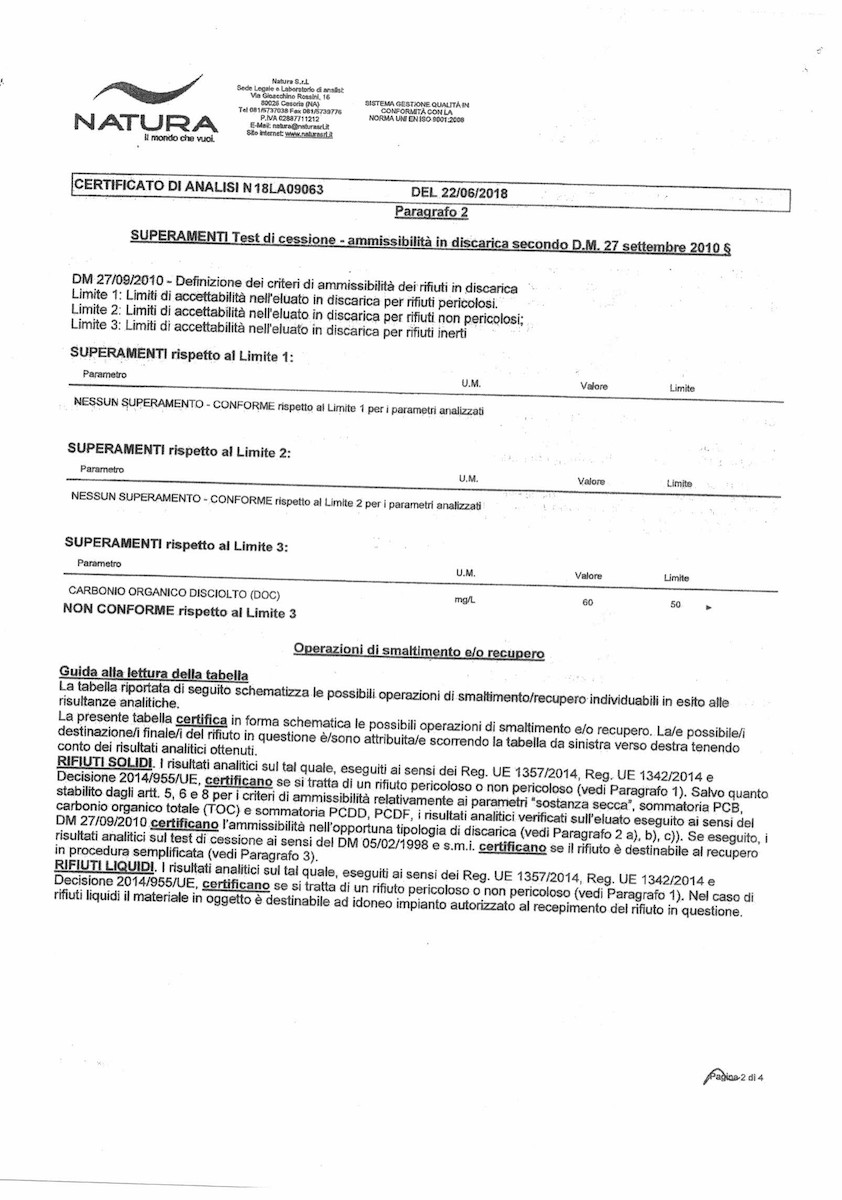 NATURA
Il mondo che vuoi.
Natura S.r.L
Sede Legale e Laboratorio di analisi:
Via Gioacchino Rossini, 16
80026 Casoria (NA)
Tel 081/5737038 Fax 081/5739776
P.IVA 02887711212
E-Mail: natura@naturasrl.it
Sito internet: www.naturasrl.it
SISTEMA GESTIONE QUALITÀ IN
CONFORMITÀ CON LA
NORMA UNI EN ISO 9001:2008
CERTIFICATO DI ANALISI N 18LA09063 DEL 22/06/2018
Paragrafo 2
SUPERAMENTI Test di cessione - ammissibilità in discarica secondo D.M. 27 settembre 2010 §
DM 27/09/2010 - Definizione dei criteri di ammissibilità dei rifiuti in discarica
Limite 1: Limiti di accettabilità nell'eluato in discarica per rifiuti pericolosi.
Limite 2: Limiti di accettabilità nell'eluato in discarica per rifiuti non pericolosi;
Limite 3: Limiti di accettabilità nell'eluato in discarica per rifiuti inerti
SUPERAMENTI rispetto al Limite 1:
Parametro U.M. Valore Limite
NESSUN SUPERAMENTO - CONFORME rispetto al Limite 1 per i parametri analizzati
SUPERAMENTI rispetto al Limite 2:
Parametro U.M. Valore Limite
NESSUN SUPERAMENTO - CONFORME rispetto al Limite 2 per i parametri analizzati
SUPERAMENTI rispetto al Limite 3:
Parametro U.M. Valore Limite
CARBONIO ORGANICO DISCIOLTO (DOC) mg/L 60 50
NON CONFORME rispetto al Limite 3
Operazioni di smaltimento e/o recupero
Guida alla lettura della tabella
La tabella riportata di seguito schematizza le possibili operazioni di smaltimento/recupero individuabili in esito alle
risultanze analitiche.
La presente tabella certifica in forma schematica le possibili operazioni di smaltimento e/o recupero. La/e possibile/i
destinazione/i finale/i del rifiuto in questione è/sono attribuita/e scorrendo la tabella da sinistra verso destra tenendo
conto dei risultati analitici ottenuti.
RIFIUTI SOLIDI. I risultati analitici sul tal quale, eseguiti ai sensi dei Reg. UE 1357/2014, Reg. UE 1342/2014 e
Decisione 2014/955/UE, certificano se si tratta di un rifiuto pericoloso o non pericoloso (vedi Paragrafo 1). Salvo quanto
stabilito dagli artt. 5, 6 e 8 per i criteri di ammissibilità relativamente ai parametri "sostanza secca", sommatoria PCB,
carbonio organico totale (TOC) e sommatoria PCDD, PCDF, i risultati analitici verificati sull'eluato eseguito ai sensi del
DM 27/09/2010 certificano l'ammissibilità nell'opportuna tipologia di discarica (vedi Paragrafo 2 a), b), c)). Se eseguito, i
risultati analitici sul test di cessione ai sensi del DM 05/02/1998 e s.m.i. certificano se il rifiuto è destinabile al recupero
in procedura semplificata (vedi Paragrafo 3).
RIFIUTI LIQUIDI. I risultati analitici sul tal quale, eseguiti ai sensi dei Reg. UE 1357/2014, Reg. UE 1342/2014 e
Decisione 2014/955/UE, certificano se si tratta di un rifiuto pericoloso o non pericoloso (vedi Paragrafo 1). Nel caso di
rifiuti liquidi il materiale in oggetto è destinabile ad idoneo impianto autorizzato al recepimento del rifiuto in questione.
Pagina 2 di 4